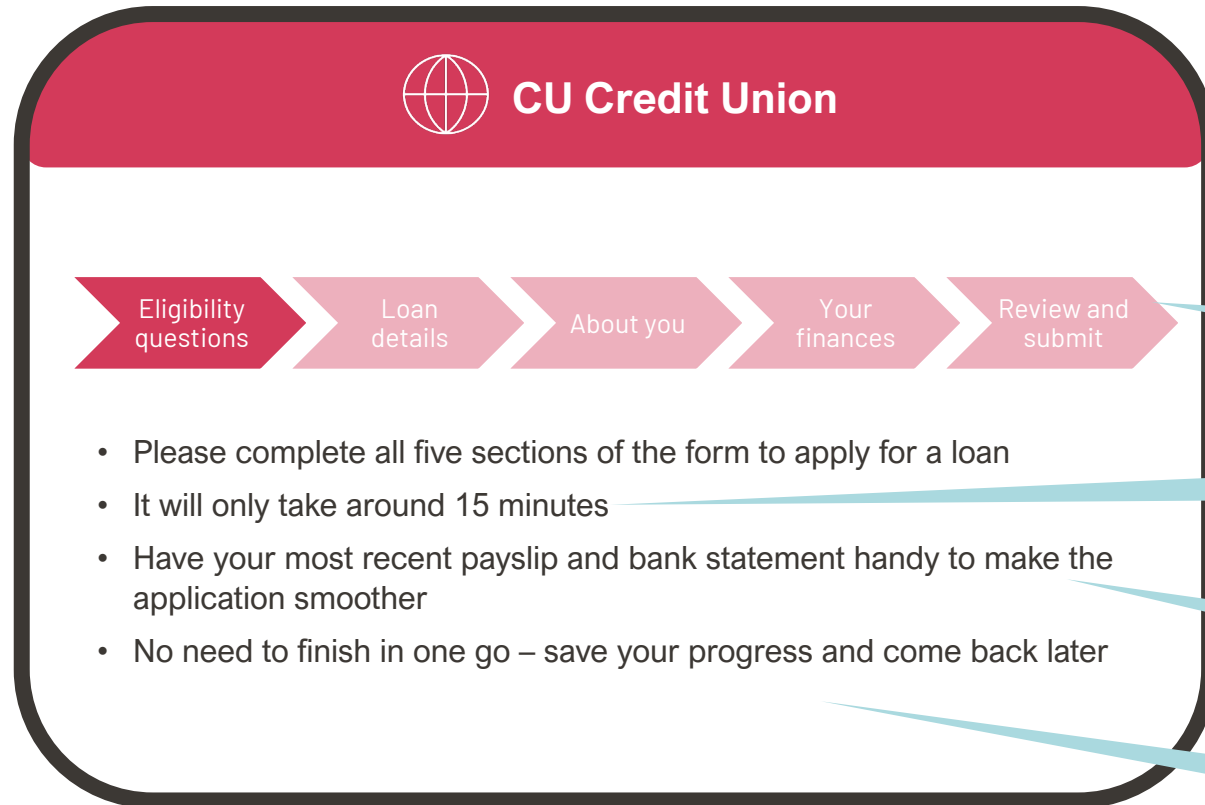 CU Credit Union
Eligibility
questions
Loan
details
About you
Your
finances
Review and
submit
• Please complete all five sections of the form to apply for a loan
• It will only take around 15 minutes
• Have your most recent payslip and bank statement handy to make the
application smoother
• No need to finish in one go – save your progress and come back later